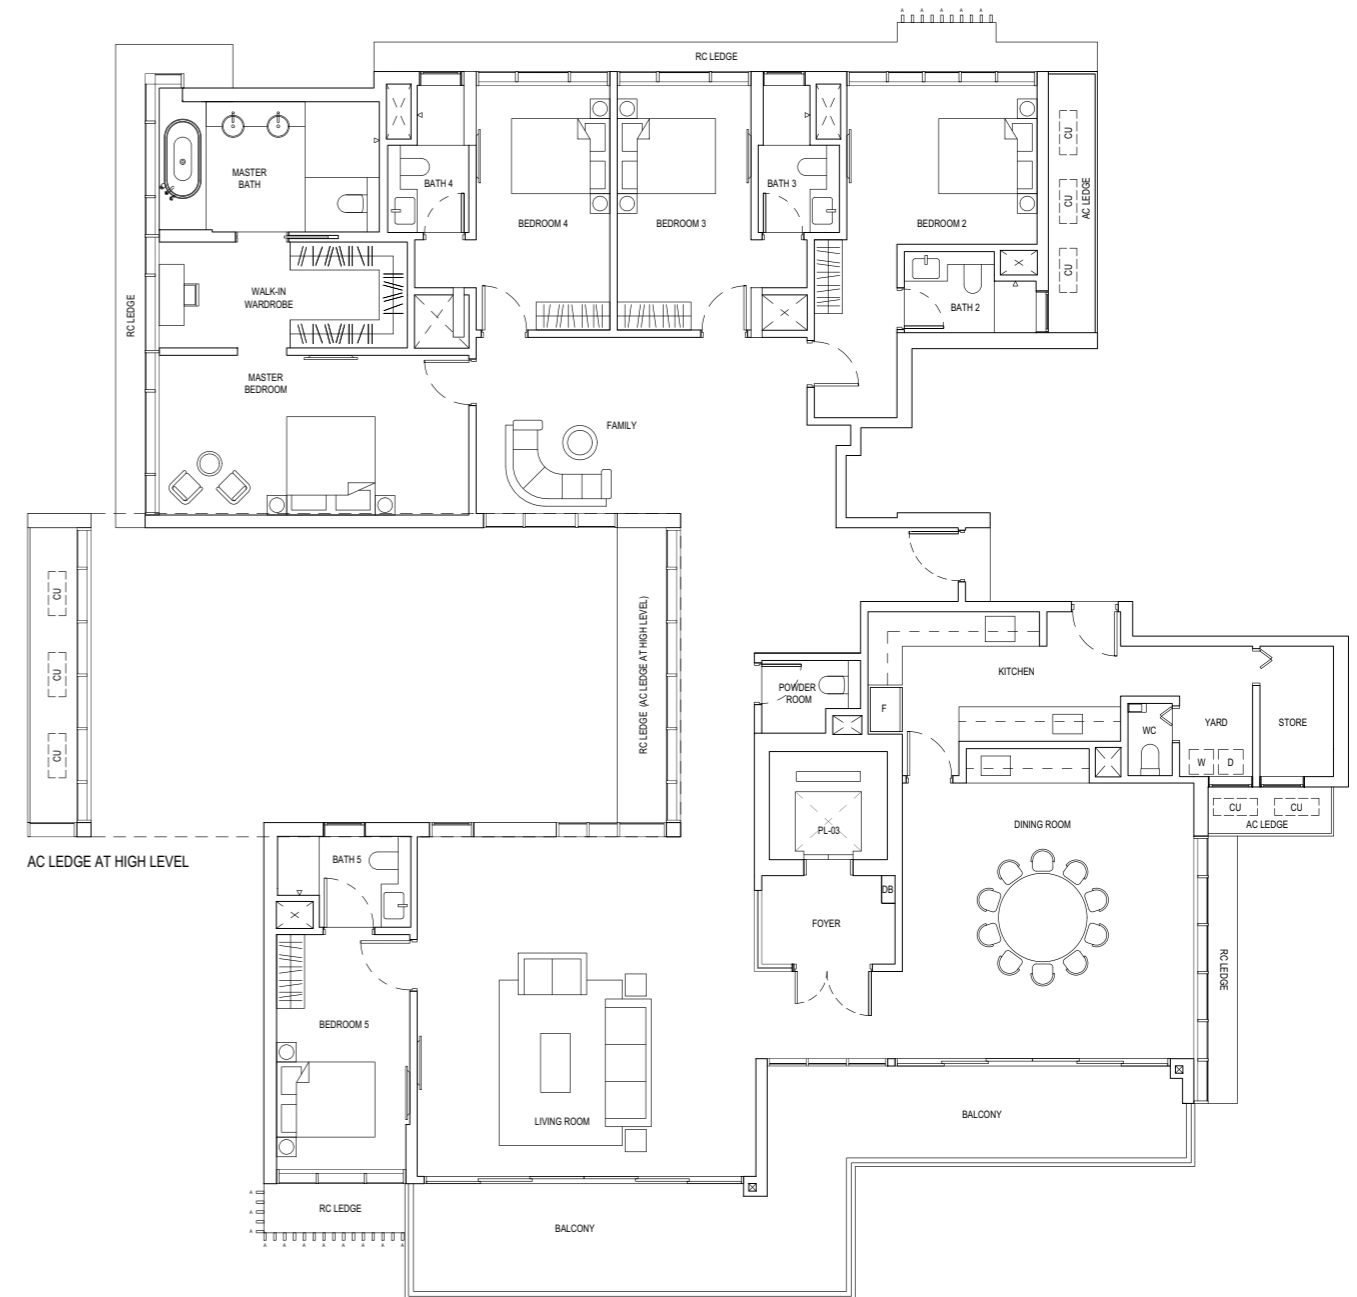 RC LEDGE
MASTER
BATH
BATH 4
BEDROOM 4
BEDROOM 3
BATH 3
BEDROOM 2
CU
CU
CU
AC LEDGE
RC LEDGE
WALK-IN
WARDROBE
BATH 2
MASTER
BEDROOM
FAMILY
CU
CU
CU
RC LEDGE (AC LEDGE AT HIGH LEVEL)
AC LEDGE AT HIGH LEVEL
KITCHEN
POWDER
ROOM
F
WC
YARD
STORE
W
D
CU
CU
AC LEDGE
PL-03
DINING ROOM
BATH 5
DB
FOYER
RC LEDGE
BEDROOM 5
LIVING ROOM
BALCONY
RC LEDGE
BALCONY